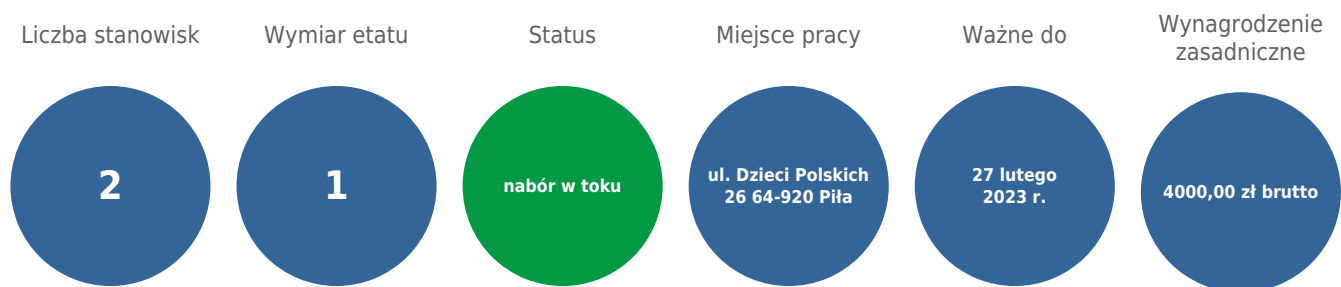 Liczba stanowisk
Wymiar etatu
Status
Miejsce pracy
Ważne do
Wynagrodzenie
zasadnicze
2
1
nabór w toku
ul. Dzieci Polskich
26 64-920 Piła
27 lutego
2023 r.
4000,00 zł brutto